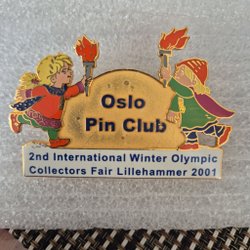 Oslo
Pin Club
2nd International Winter Olympic
Collectors Fair Lillehammer 2001